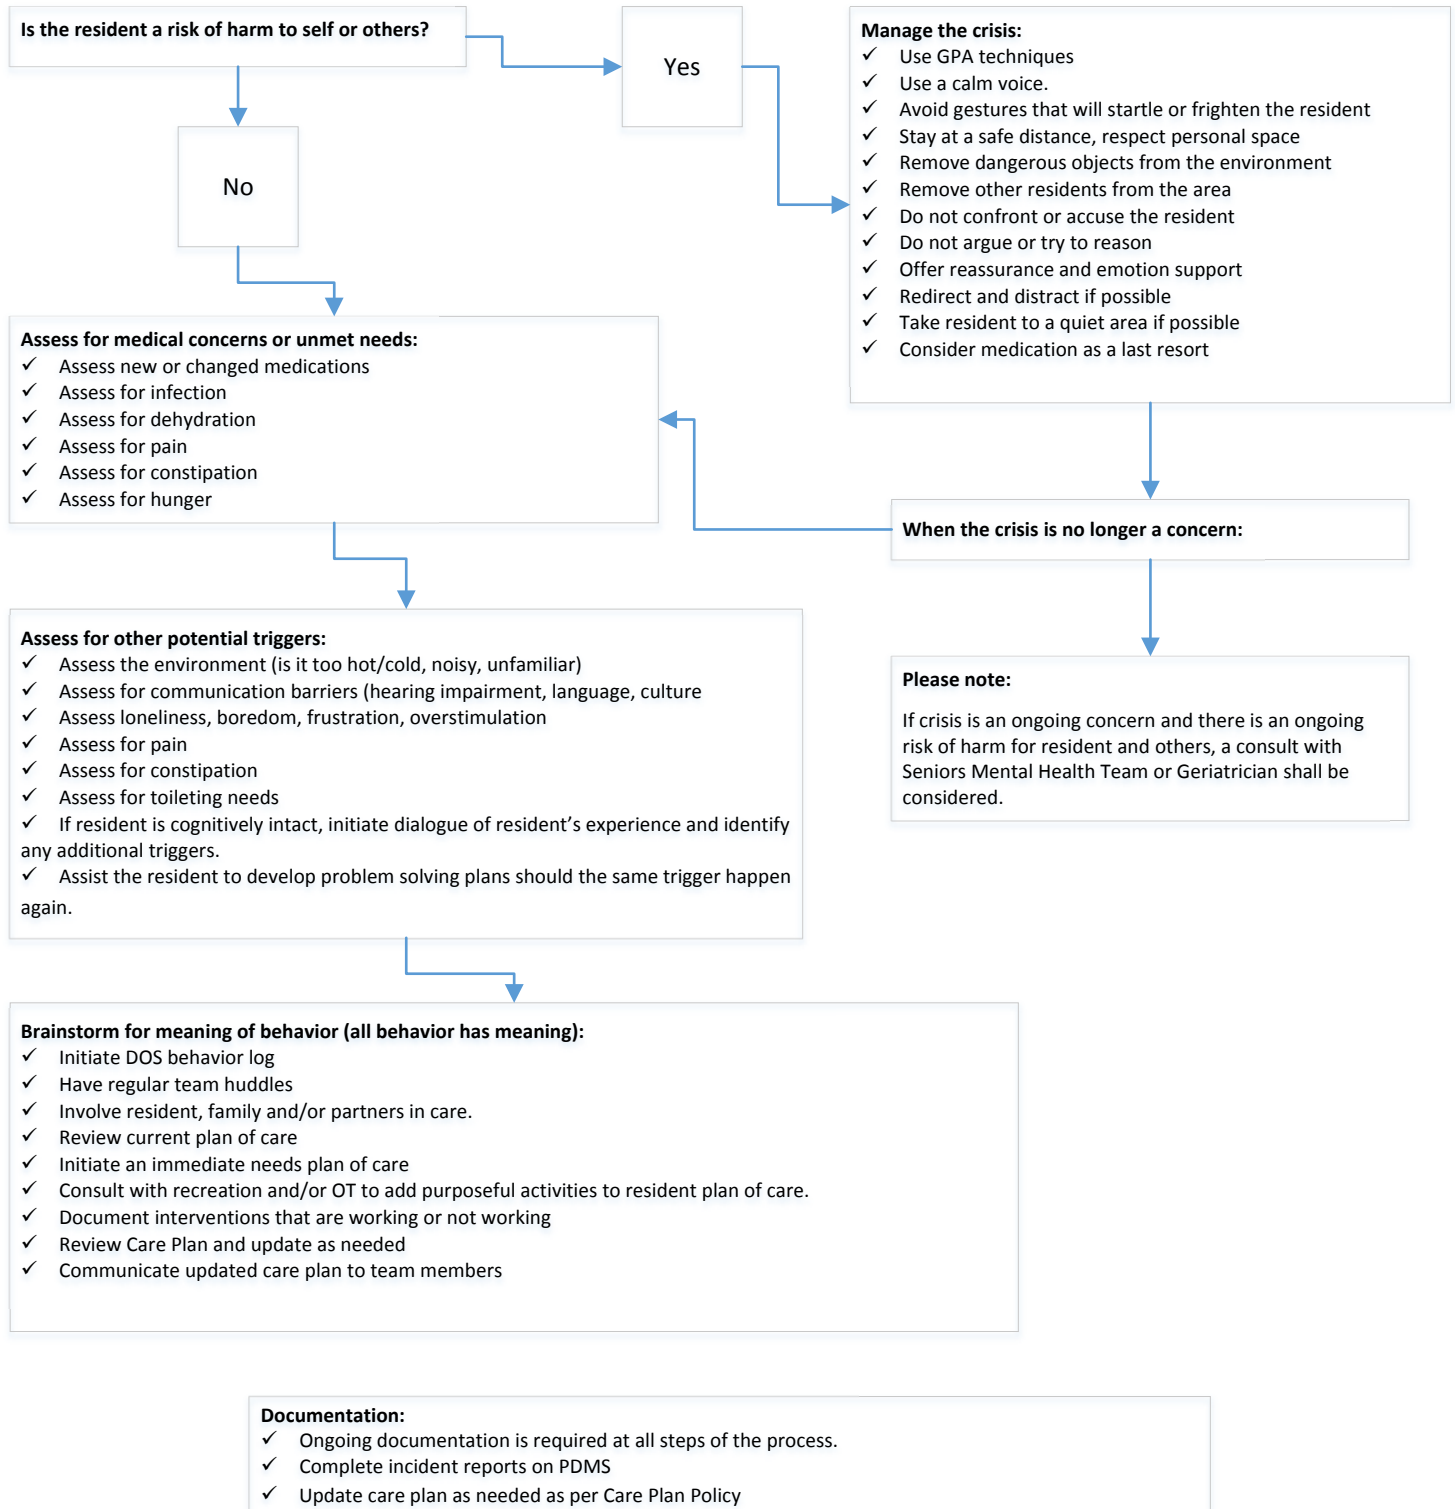 Is the resident a risk of harm to self or others?
Yes
No
Manage the crisis:
✓ Use GPA techniques
✓ Use a calm voice.
✓ Avoid gestures that will startle or frighten the resident
✓ Stay at a safe distance, respect personal space
✓ Remove dangerous objects from the environment
✓ Remove other residents from the area
✓ Do not confront or accuse the resident
✓ Do not argue or try to reason
✓ Offer reassurance and emotion support
✓ Redirect and distract if possible
✓ Take resident to a quiet area if possible
✓ Consider medication as a last resort
Assess for medical concerns or unmet needs:
✓ Assess new or changed medications
✓ Assess for infection
✓ Assess for dehydration
✓ Assess for pain
✓ Assess for constipation
✓ Assess for hunger
When the crisis is no longer a concern:
Please note:
If crisis is an ongoing concern and there is an ongoing
risk of harm for resident and others, a consult with
Seniors Mental Health Team or Geriatrician shall be
considered.
Assess for other potential triggers:
✓ Assess the environment (is it too hot/cold, noisy, unfamiliar)
✓ Assess for communication barriers (hearing impairment, language, culture
✓ Assess loneliness, boredom, frustration, overstimulation
✓ Assess for pain
✓ Assess for constipation
✓ Assess for toileting needs
✓ If resident is cognitively intact, initiate dialogue of resident’s experience and identify
any additional triggers.
✓ Assist the resident to develop problem solving plans should the same trigger happen
again.
Brainstorm for meaning of behavior (all behavior has meaning):
✓ Initiate DOS behavior log
✓ Have regular team huddles
✓ Involve resident, family and/or partners in care.
✓ Review current plan of care
✓ Initiate an immediate needs plan of care
✓ Consult with recreation and/or OT to add purposeful activities to resident plan of care.
✓ Document interventions that are working or not working
✓ Review Care Plan and update as needed
✓ Communicate updated care plan to team members
Documentation:
✓ Ongoing documentation is required at all steps of the process.
✓ Complete incident reports on PDMS
✓ Update care plan as needed as per Care Plan Policy